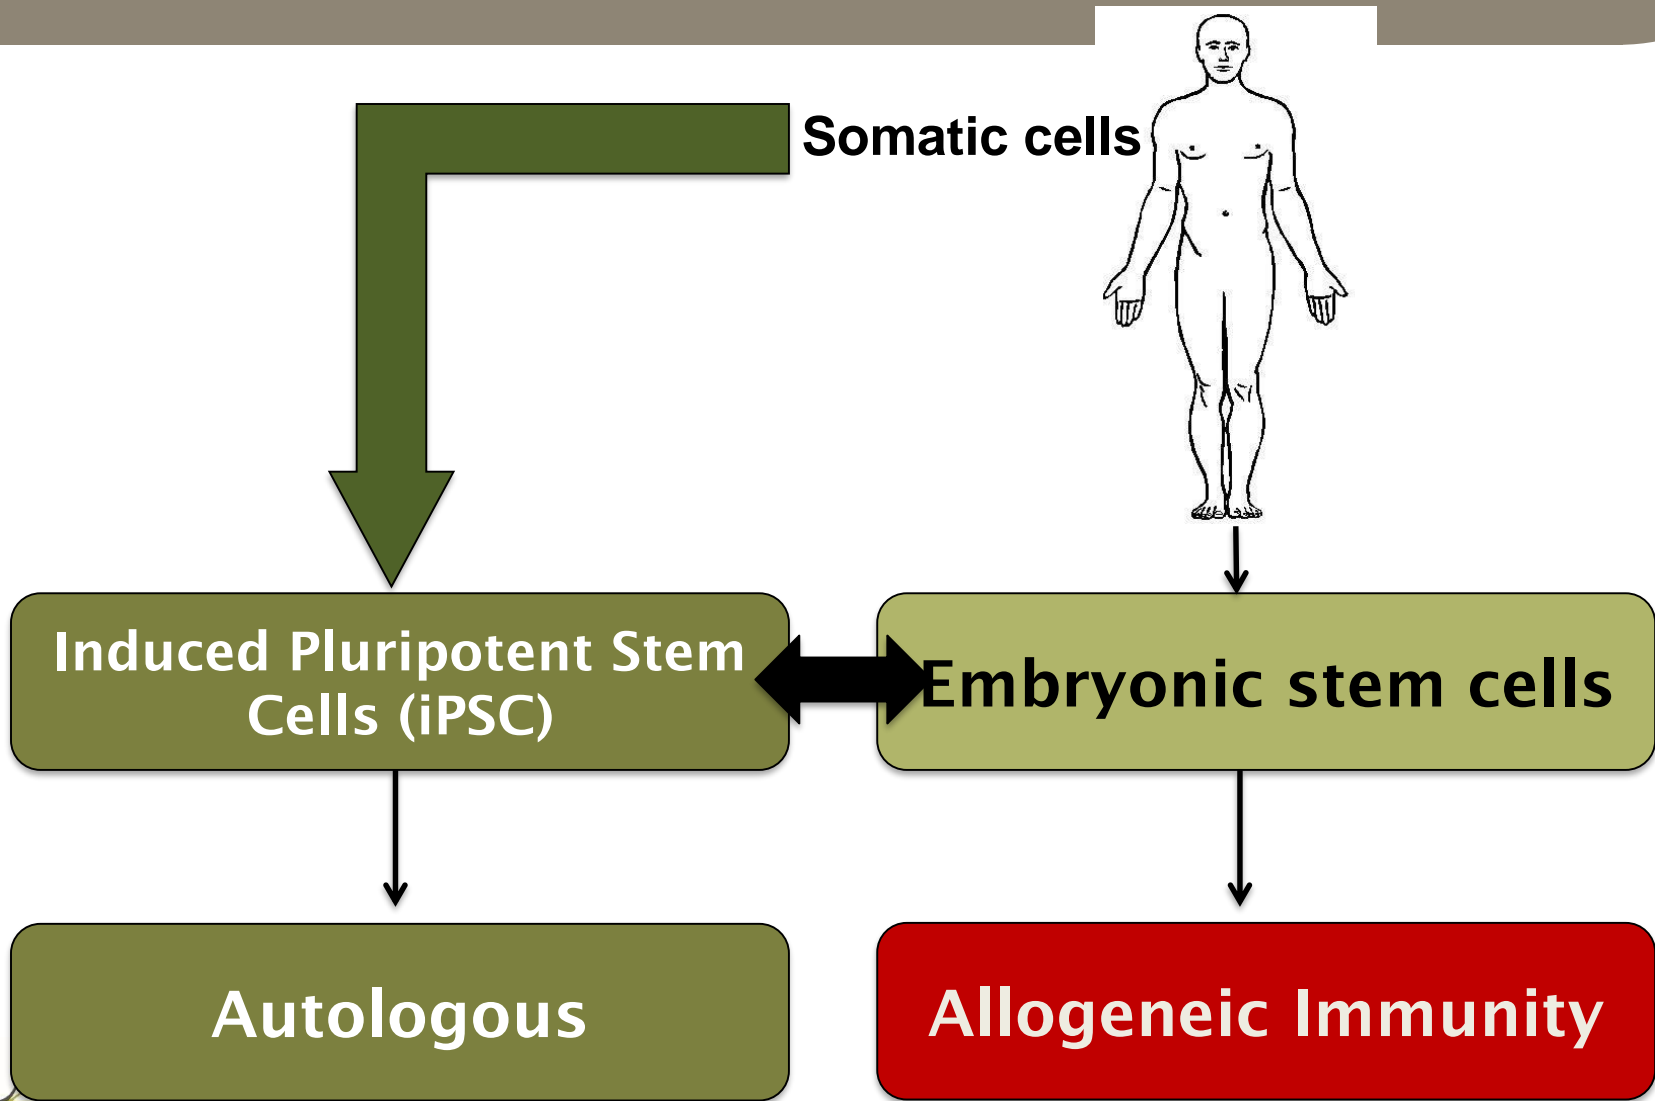 Somatic cells
Induced Pluripotent Stem
Cells (iPSC)
Embryonic stem cells
Autologous
Allogeneic Immunity